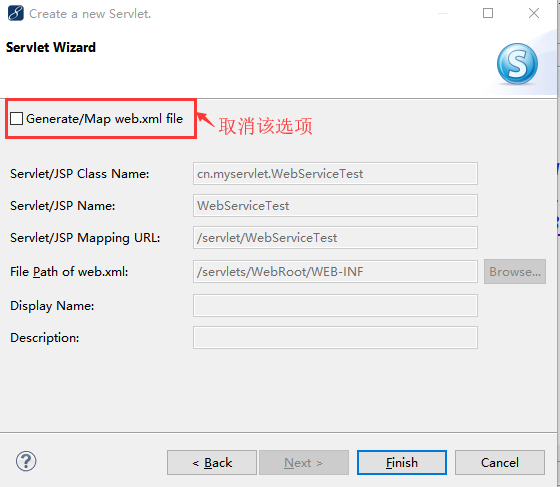 Create a new Servlet.
Servlet Wizard
S
Generate/Map web.xml file
取消该选项
Servlet/JSP Class Name: cn.myservlet.WebServiceTest
Servlet/JSP Name: WebServiceTest
Servlet/JSP Mapping URL: /servlet/WebServiceTest
File Path of web.xml: /servlets/WebRoot/WEB-INF Browse...
Display Name:
Description:
? < Back Next > Finish Cancel